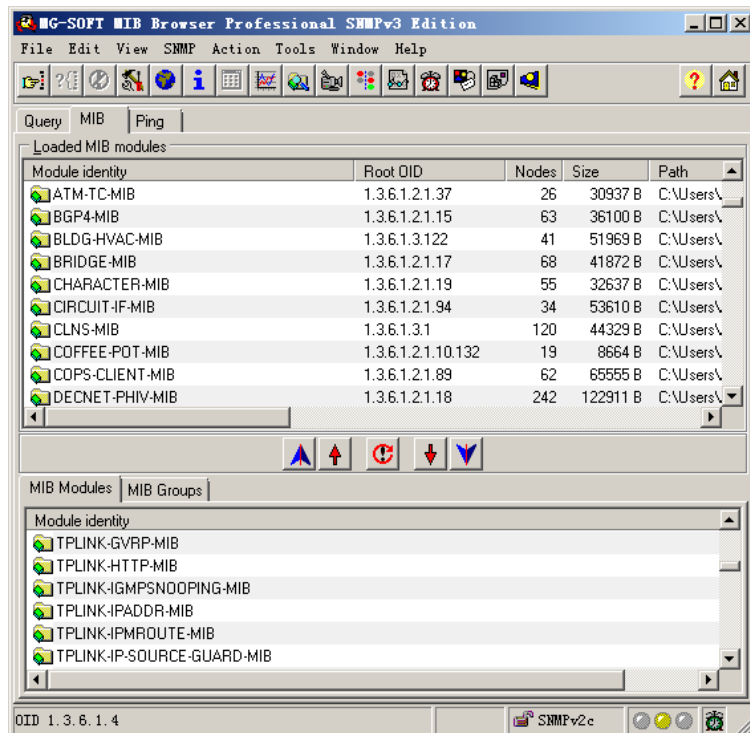 MG-SOFT MIB Browser Professional SNMPv3 Edition
File Edit View SNMP Action Tools Window Help
Query MIB Ping
Loaded MIB modules
Module identity Root OID Nodes Size Path
ATM-TC-MIB 1.3.6.1.2.1.37 26 30937 B C:\Users\
BGP4-MIB 1.3.6.1.2.1.15 63 36100 B C:\Users\
BLDG-HVAC-MIB 1.3.6.1.3.122 41 51969 B C:\Users\
BRIDGE-MIB 1.3.6.1.2.1.17 68 41872 B C:\Users\
CHARACTER-MIB 1.3.6.1.2.1.19 55 32637 B C:\Users\
CIRCUIT-IF-MIB 1.3.6.1.2.1.94 34 53610 B C:\Users\
CLNS-MIB 1.3.6.1.3.1 120 44329 B C:\Users\
COFFEE-POT-MIB 1.3.6.1.2.1.10.132 19 8664 B C:\Users\
COPS-CLIENT-MIB 1.3.6.1.2.1.89 62 65555 B C:\Users\
DECNET-PHIV-MIB 1.3.6.1.2.1.18 242 122911 B C:\Users\
MIB Modules MIB Groups
Module identity
TPLINK-GVRP-MIB
TPLINK-HTTP-MIB
TPLINK-IGMPSNOOPING-MIB
TPLINK-IPADDR-MIB
TPLINK-IPMROUTE-MIB
TPLINK-IP-SOURCE-GUARD-MIB
OID 1.3.6.1.4 SNMPv2c